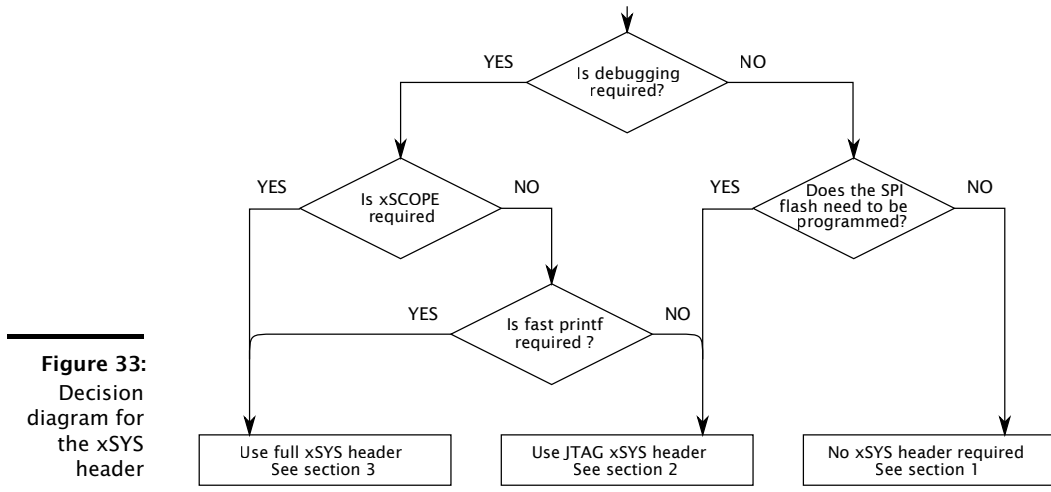 Is debugging
required?
YES
NO
Is xSCOPE
required
YES
NO
Does the SPI
flash need to be
programmed?
YES
NO
Is fast printf
required ?
YES
NO
Use full xSYS header
See section 3
Use JTAG xSYS header
See section 2
No xSYS header required
See section 1
Figure 33:
Decision
diagram for
the xSYS
header